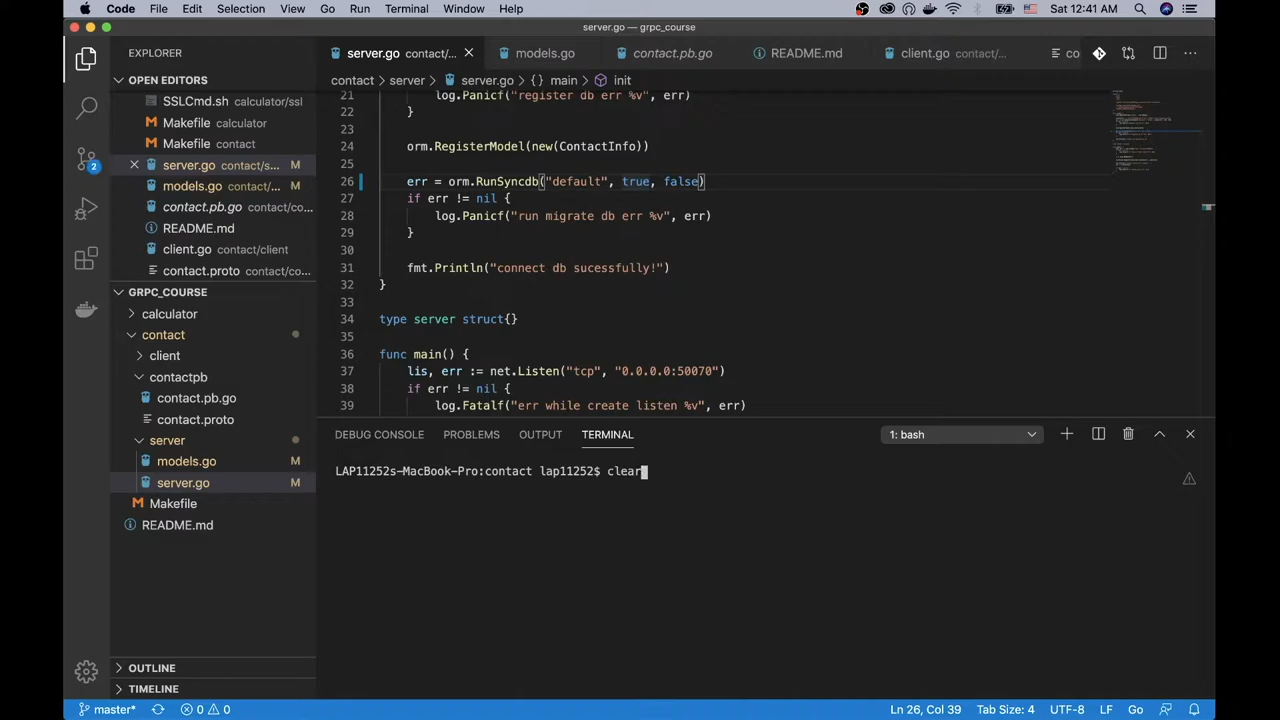 Code File Edit Selection View Go Run Terminal Window Help Sat 12:41 AM
server.go — grpc_course
EXPLORER
server.go contact/... models.go contact.pb.go README.md client.go contact/... co
OPEN EDITORS
contact > server > server.go > {} main > init
SSLCmd.sh calculator/ssl
Makefile calculator
Makefile contact
server.go contact/s... M
models.go contact/... M
contact.pb.go contact/co...
README.md
client.go contact/client
contact.proto contact/co...
GRPC_COURSE
calculator
contact
client
contactpb
contact.pb.go
contact.proto
server
models.go M
server.go M
Makefile
README.md
OUTLINE
TIMELINE
21 log.Panicf("register db err %v", err)
22 }
23
24 orm.RegisterModel(new(ContactInfo))
25
26 err = orm.RunSyncdb("default", true, false)
27 if err != nil {
28 log.Panicf("run migrate db err %v", err)
29 }
30
31 fmt.Println("connect db sucessfully!")
32 }
33
34 type server struct{}
35
36 func main() {
37 lis, err := net.Listen("tcp", "0.0.0.0:50070")
38 if err != nil {
39 log.Fatalf("err while create listen %v", err)
DEBUG CONSOLE PROBLEMS OUTPUT TERMINAL 1: bash
LAP11252s-MacBook-Pro:contact lap11252$ clear
master* 0 0 Ln 26, Col 39 Tab Size: 4 UTF-8 LF Go